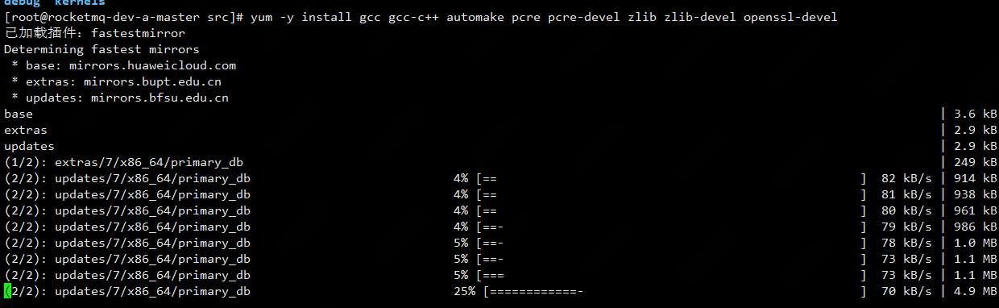 debug kernels
[root@rocketmq-dev-a-master src]# yum -y install gcc gcc-c++ automake pcre pcre-devel zlib zlib-devel openssl-devel
已加载插件：fastestmirror
Determining fastest mirrors
 * base: mirrors.huaweicloud.com
 * extras: mirrors.bupt.edu.cn
 * updates: mirrors.bfsu.edu.cn
base | 3.6 kB
extras | 2.9 kB
updates | 2.9 kB
(1/2): extras/7/x86_64/primary_db | 249 kB
(2/2): updates/7/x86_64/primary_db 4% [== ] 82 kB/s | 914 kB
(2/2): updates/7/x86_64/primary_db 4% [== ] 81 kB/s | 938 kB
(2/2): updates/7/x86_64/primary_db 4% [== ] 80 kB/s | 961 kB
(2/2): updates/7/x86_64/primary_db 4% [==- ] 79 kB/s | 986 kB
(2/2): updates/7/x86_64/primary_db 5% [==- ] 78 kB/s | 1.0 MB
(2/2): updates/7/x86_64/primary_db 5% [==- ] 73 kB/s | 1.1 MB
(2/2): updates/7/x86_64/primary_db 5% [=== ] 73 kB/s | 1.1 MB
(2/2): updates/7/x86_64/primary_db 25% [============- ] 70 kB/s | 4.9 MB